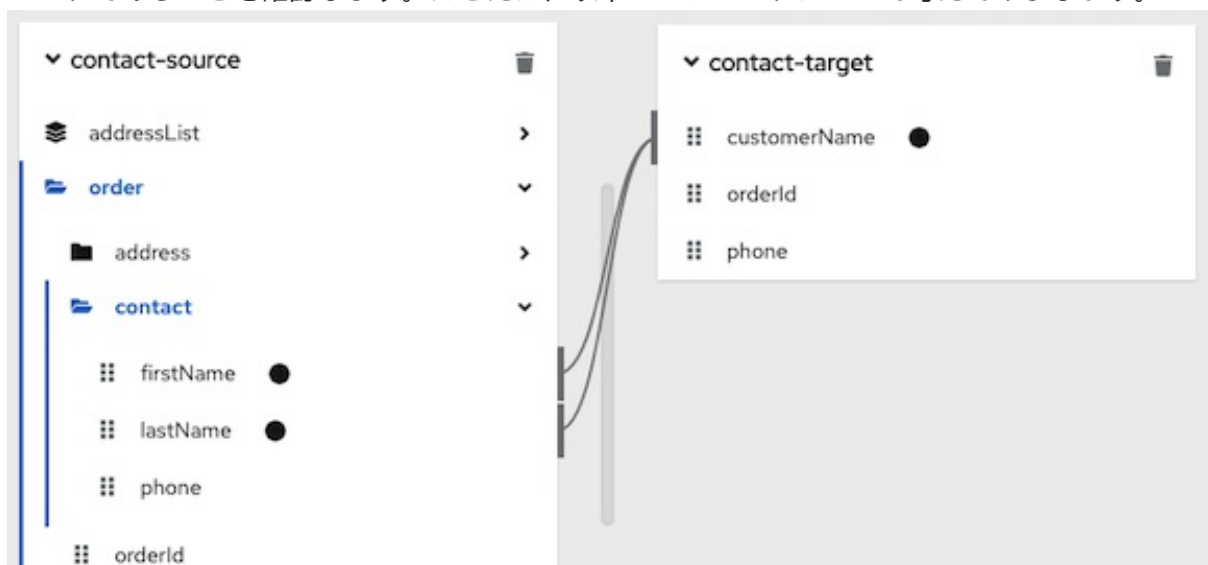 contact-source
addressList
order
address
contact
firstName
lastName
phone
orderId
contact-target
customerName
orderId
phone